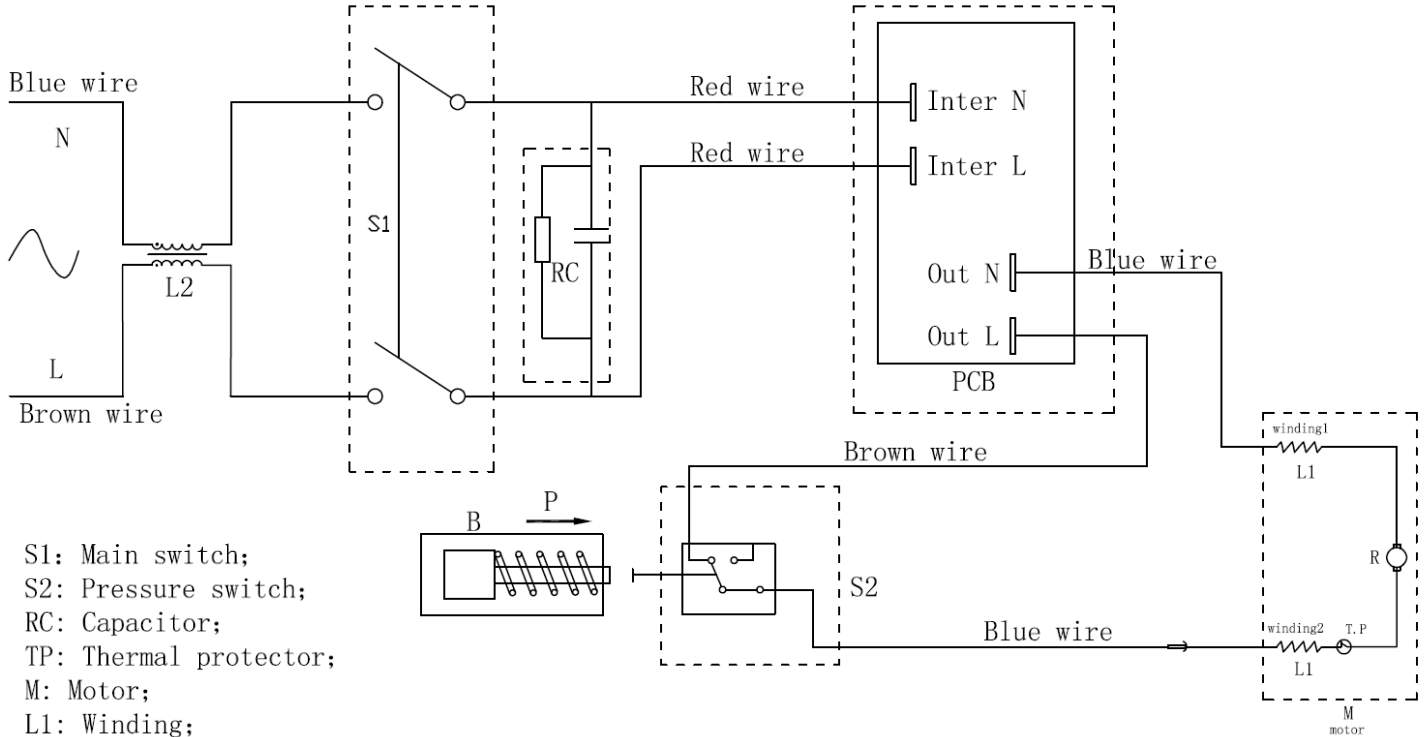 Blue wire
N
L
Brown wire
L2
S1
RC
Red wire
Red wire
Inter N
Inter L
Out N
Out L
PCB
Blue wire
Brown wire
B
P
S2
Blue wire
winding1
L1
R
winding2
T.P
L1
M
motor
S1: Main switch;
S2: Pressure switch;
RC: Capacitor;
TP: Thermal protector;
M: Motor;
L1: Winding;